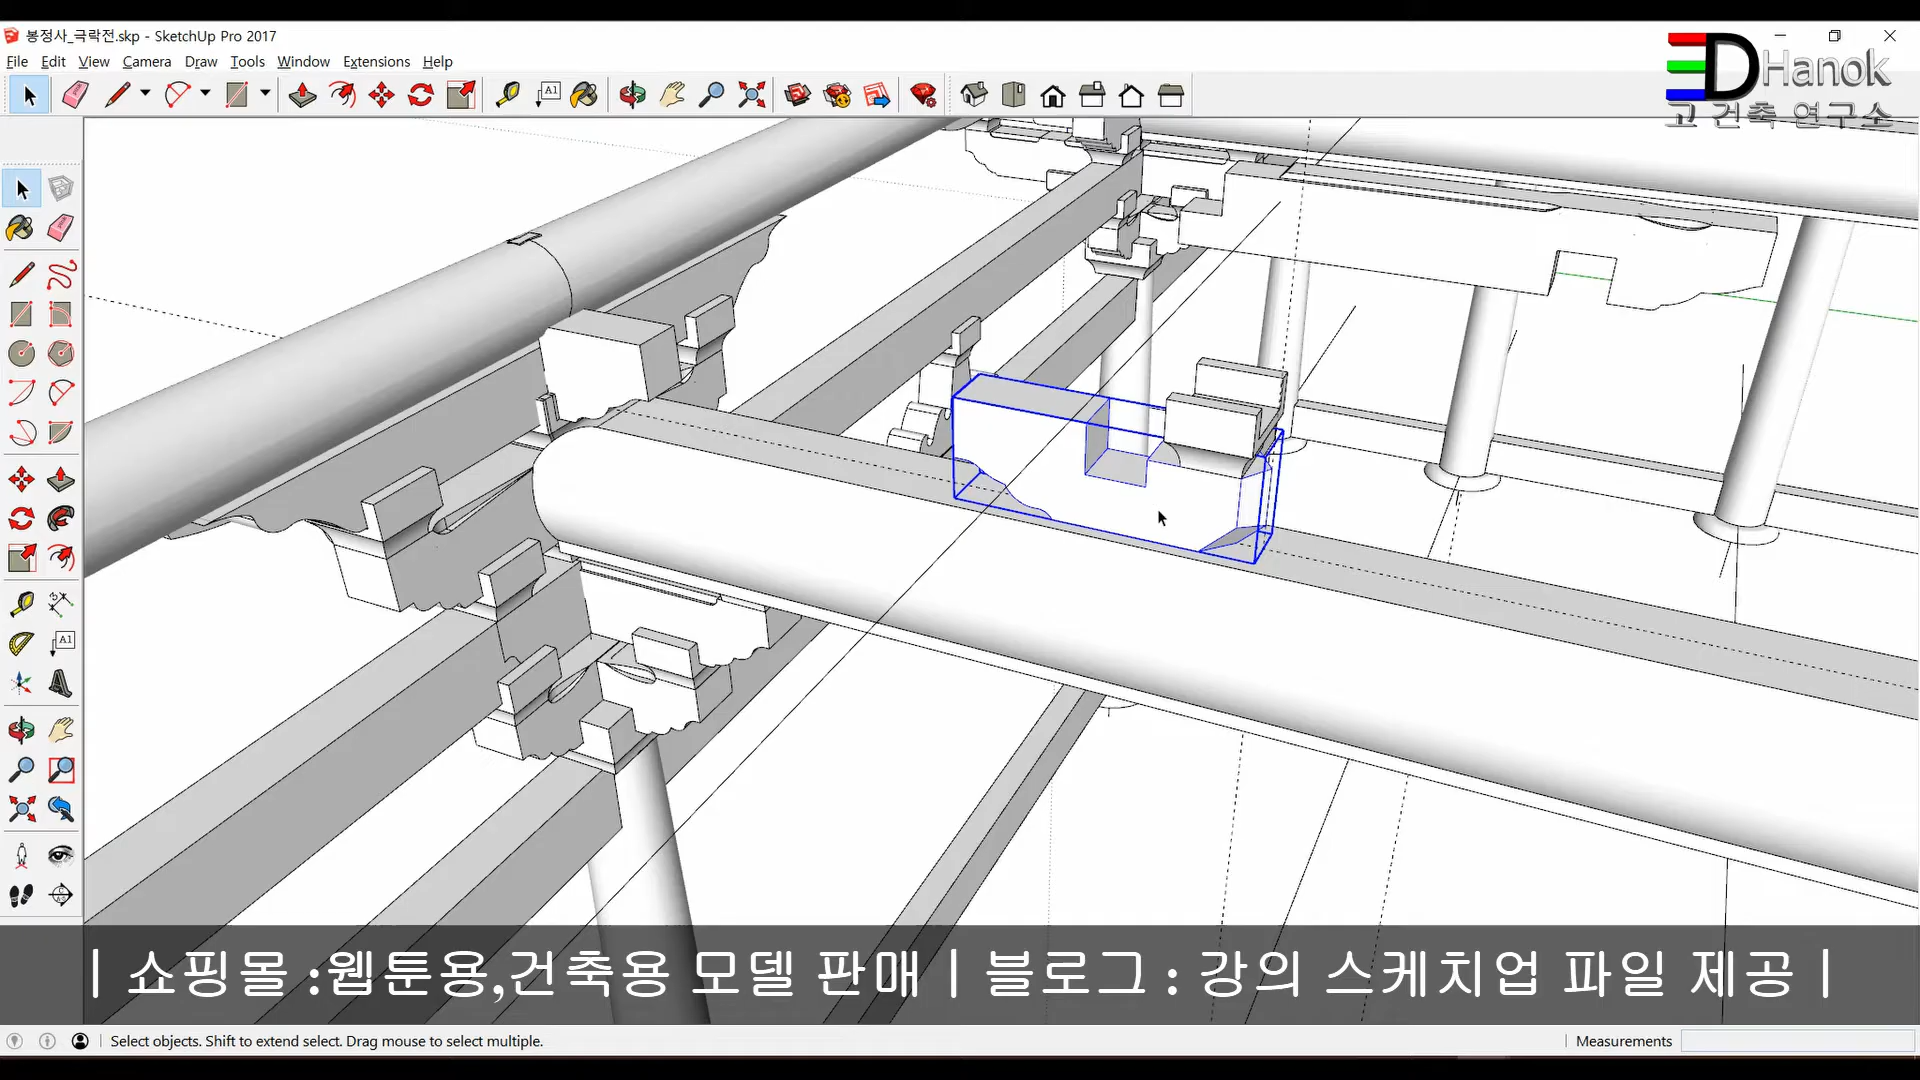 봉정사_극락전.skp - SketchUp Pro 2017
File Edit View Camera Draw Tools Window Extensions Help
DHanok
고 건축 연구소
A1
A1
| 쇼핑몰 :웹툰용,건축용 모델 판매 | 블로그 : 강의 스케치업 파일 제공 |
Select objects. Shift to extend select. Drag mouse to select multiple.
Measurements